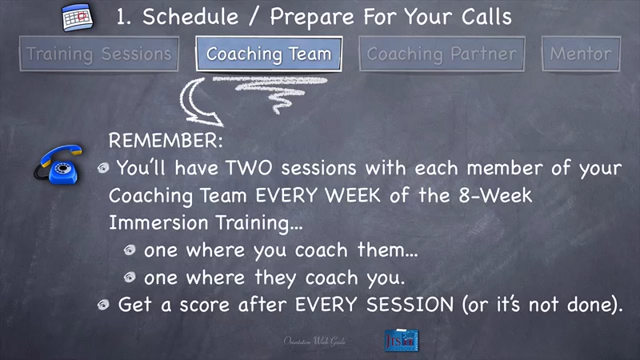 1. Schedule / Prepare For Your Calls
Training Sessions Coaching Team Coaching Partner Mentor
REMEMBER:
You'll have TWO sessions with each member of your
Coaching Team EVERY WEEK of the 8-Week
Immersion Training...
one where you coach them...
one where they coach you.
Get a score after EVERY SESSION (or it's not done).